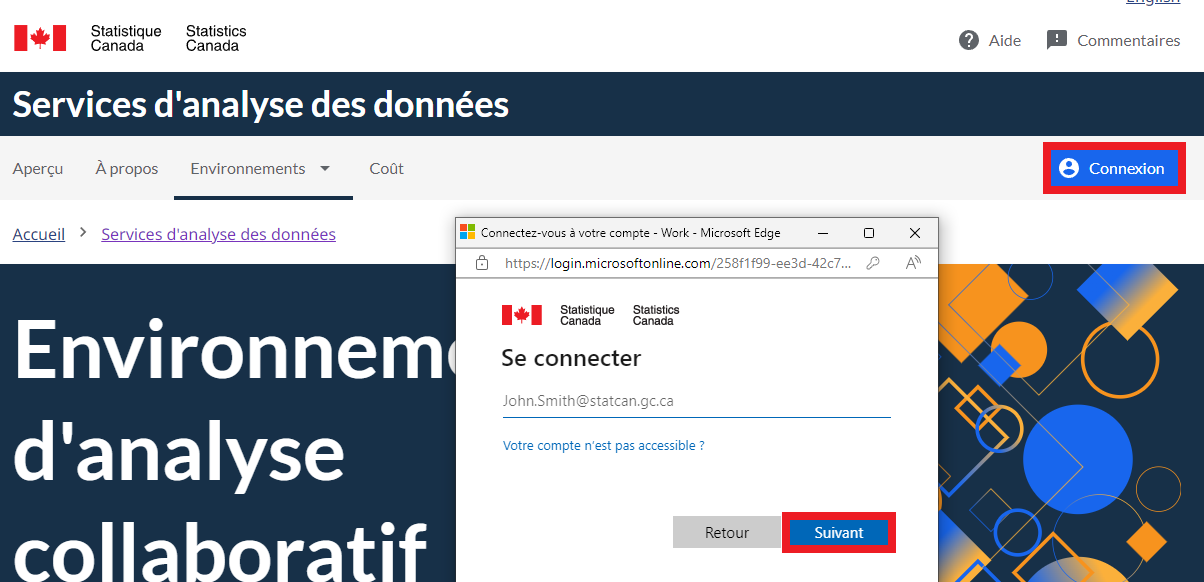 English
Statistique Statistics
Canada Canada
Aide Commentaires
Services d'analyse des données
Aperçu À propos Environnements Coût Connexion
Accueil > Services d'analyse des données
Connectez-vous à votre compte - Work - Microsoft Edge
https://login.microsoftonline.com/258f1f99-ee3d-42c7...
Statistique Statistics
Canada Canada
Se connecter
John.Smith@statcan.gc.ca
Votre compte n'est pas accessible ?
Retour Suivant
Environnem
d'analyse
collaboratif